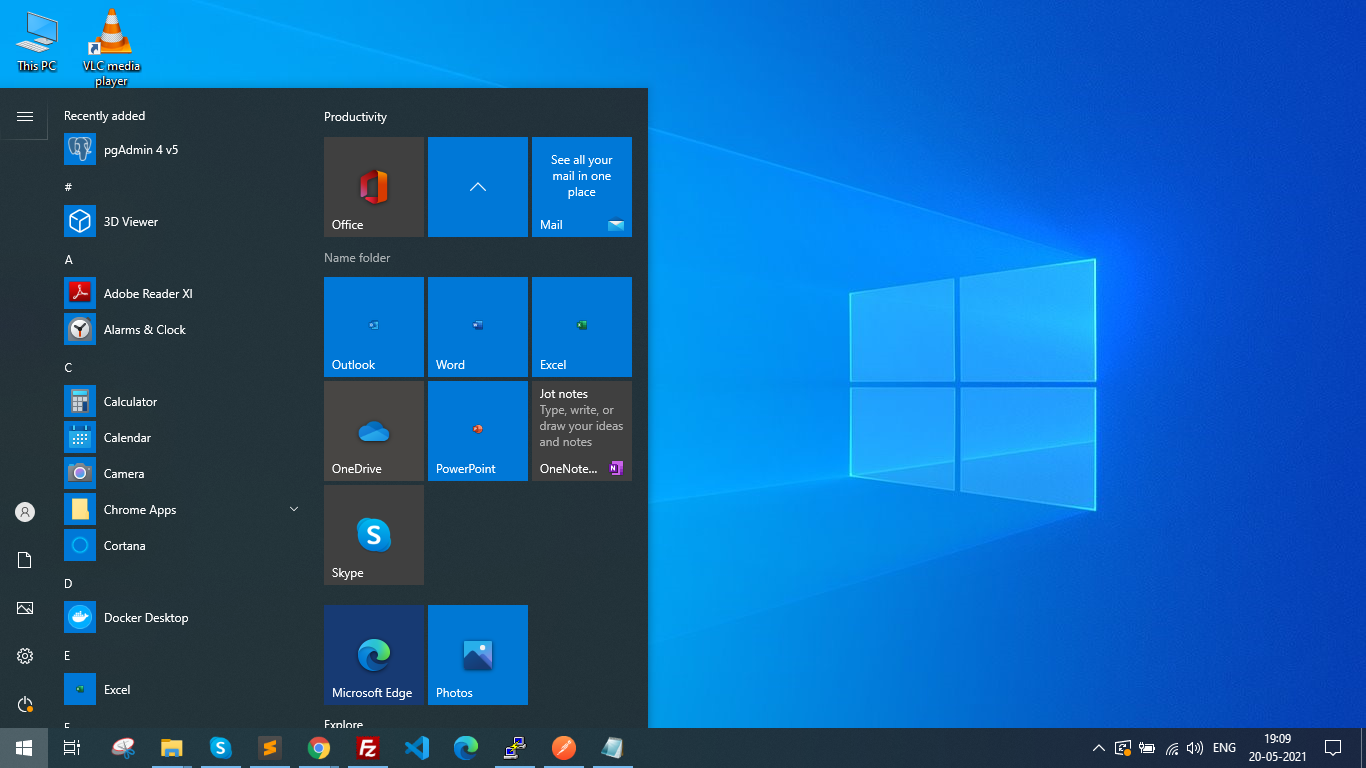 This PC
VLC media
player
Recently added
pgAdmin 4 v5
#
3D Viewer
A
Adobe Reader XI
Alarms & Clock
C
Calculator
Calendar
Camera
Chrome Apps
Cortana
D
Docker Desktop
E
Excel
F
Productivity
Office
See all your
mail in one
place
Mail
Name folder
Outlook
Word
Excel
OneDrive
PowerPoint
Jot notes
Type, write, or
draw your ideas
and notes
OneNote...
Skype
Microsoft Edge
Photos
Explore
ENG
19:09
20-05-2021